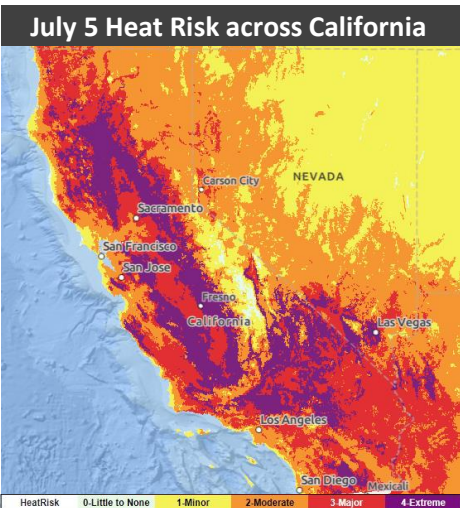 July 5 Heat Risk across California
NEVADA
Carson City
Sacramento
San Francisco
San Jose
Fresno
California
Las Vegas
Los Angeles
San Diego
Mexicali
HeatRisk 0-Little to None 1-Minor 2-Moderate 3-Major 4-Extreme